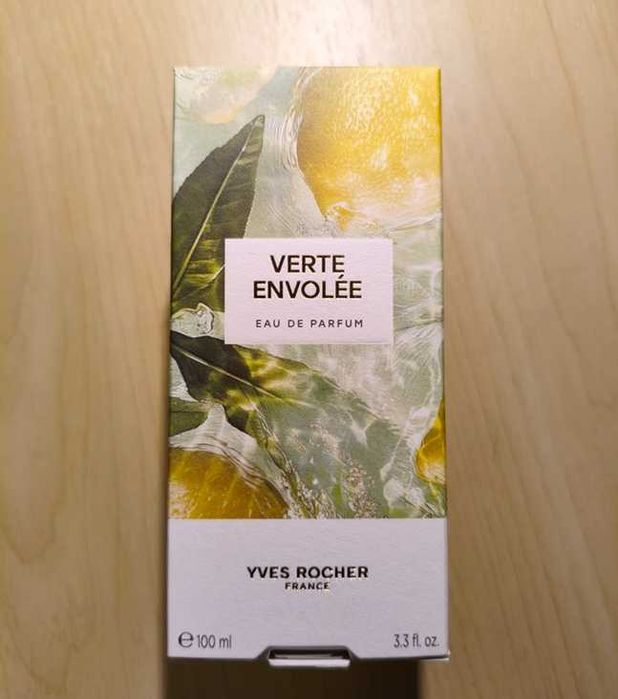 VERTE
ENVOLÉE
EAU DE PARFUM
YVES ROCHER
FRANCE
℮ 100 ml 3.3 fl. oz.